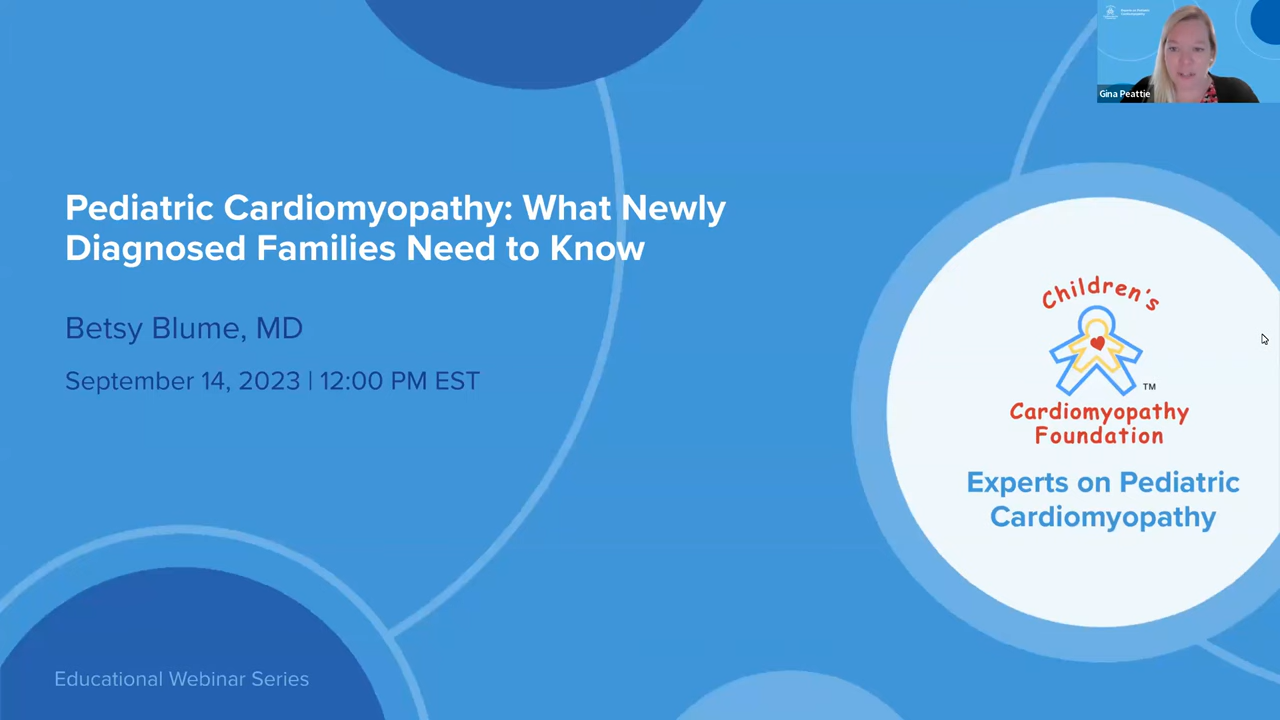 Gina Peattie
Pediatric Cardiomyopathy: What Newly
Diagnosed Families Need to Know
Betsy Blume, MD
September 14, 2023 | 12:00 PM EST
Children's
TM
Cardiomyopathy
Foundation
Experts on Pediatric
Cardiomyopathy
Educational Webinar Series